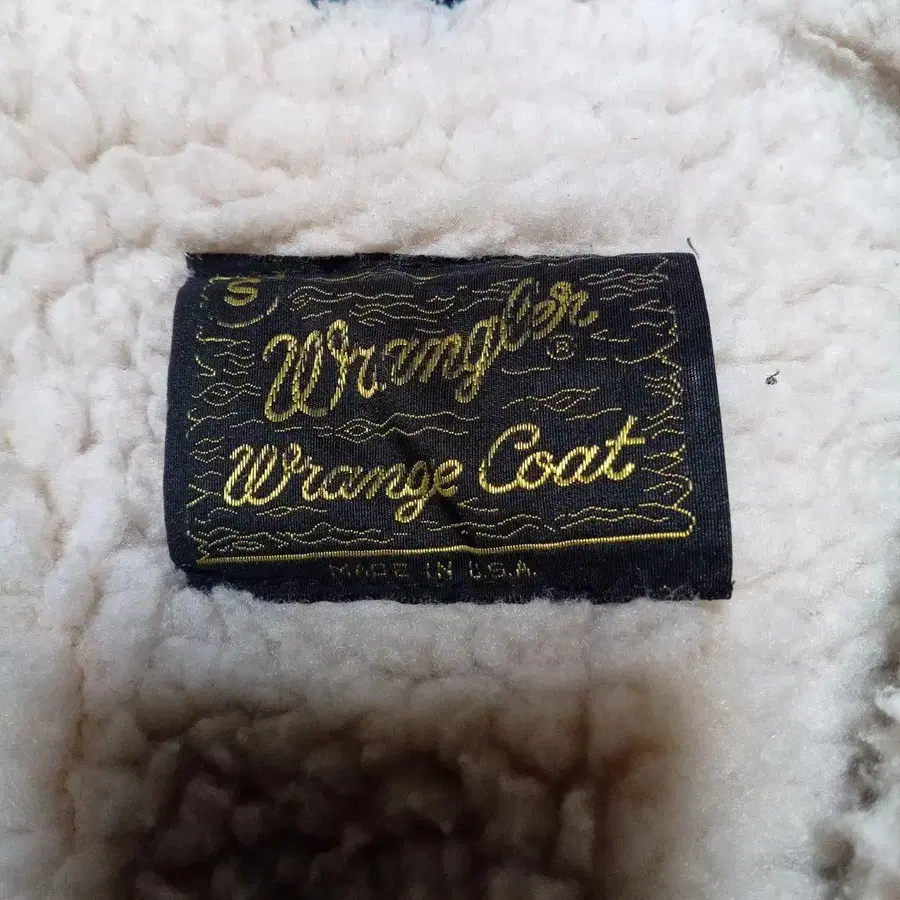 S
Wrangler ®
Wrange Coat
MADE IN U.S.A.